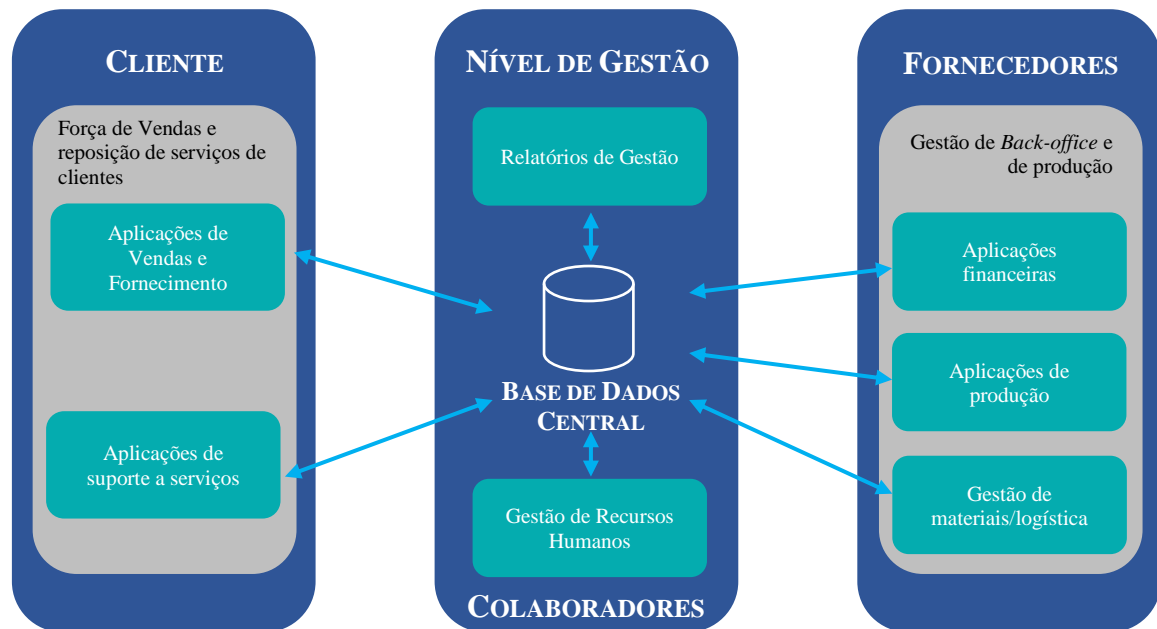 CLIENTE
Força de Vendas e
reposição de serviços de
clientes
Aplicações de
Vendas e
Fornecimento
Aplicações de
suporte a serviços
NÍVEL DE GESTÃO
Relatórios de Gestão
BASE DE DADOS
CENTRAL
Gestão de Recursos
Humanos
COLABORADORES
FORNECEDORES
Gestão de Back-office e
de produção
Aplicações
financeiras
Aplicações de
produção
Gestão de
materiais/logística